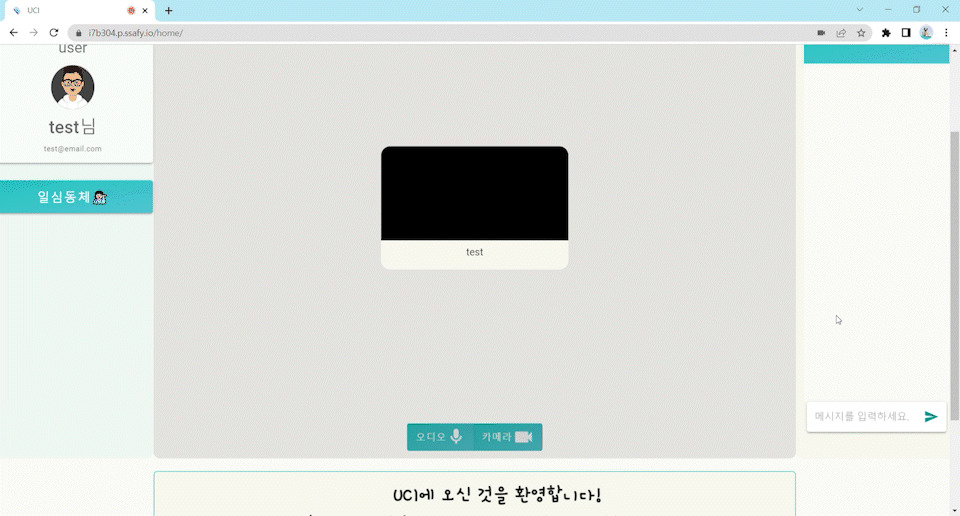 UCI
i7b304.p.ssafy.io/home/
user
test님
test@email.com
일심동체
test
메시지를 입력하세요.
오디오
카메라
UCI에 오신 것을 환영합니다!